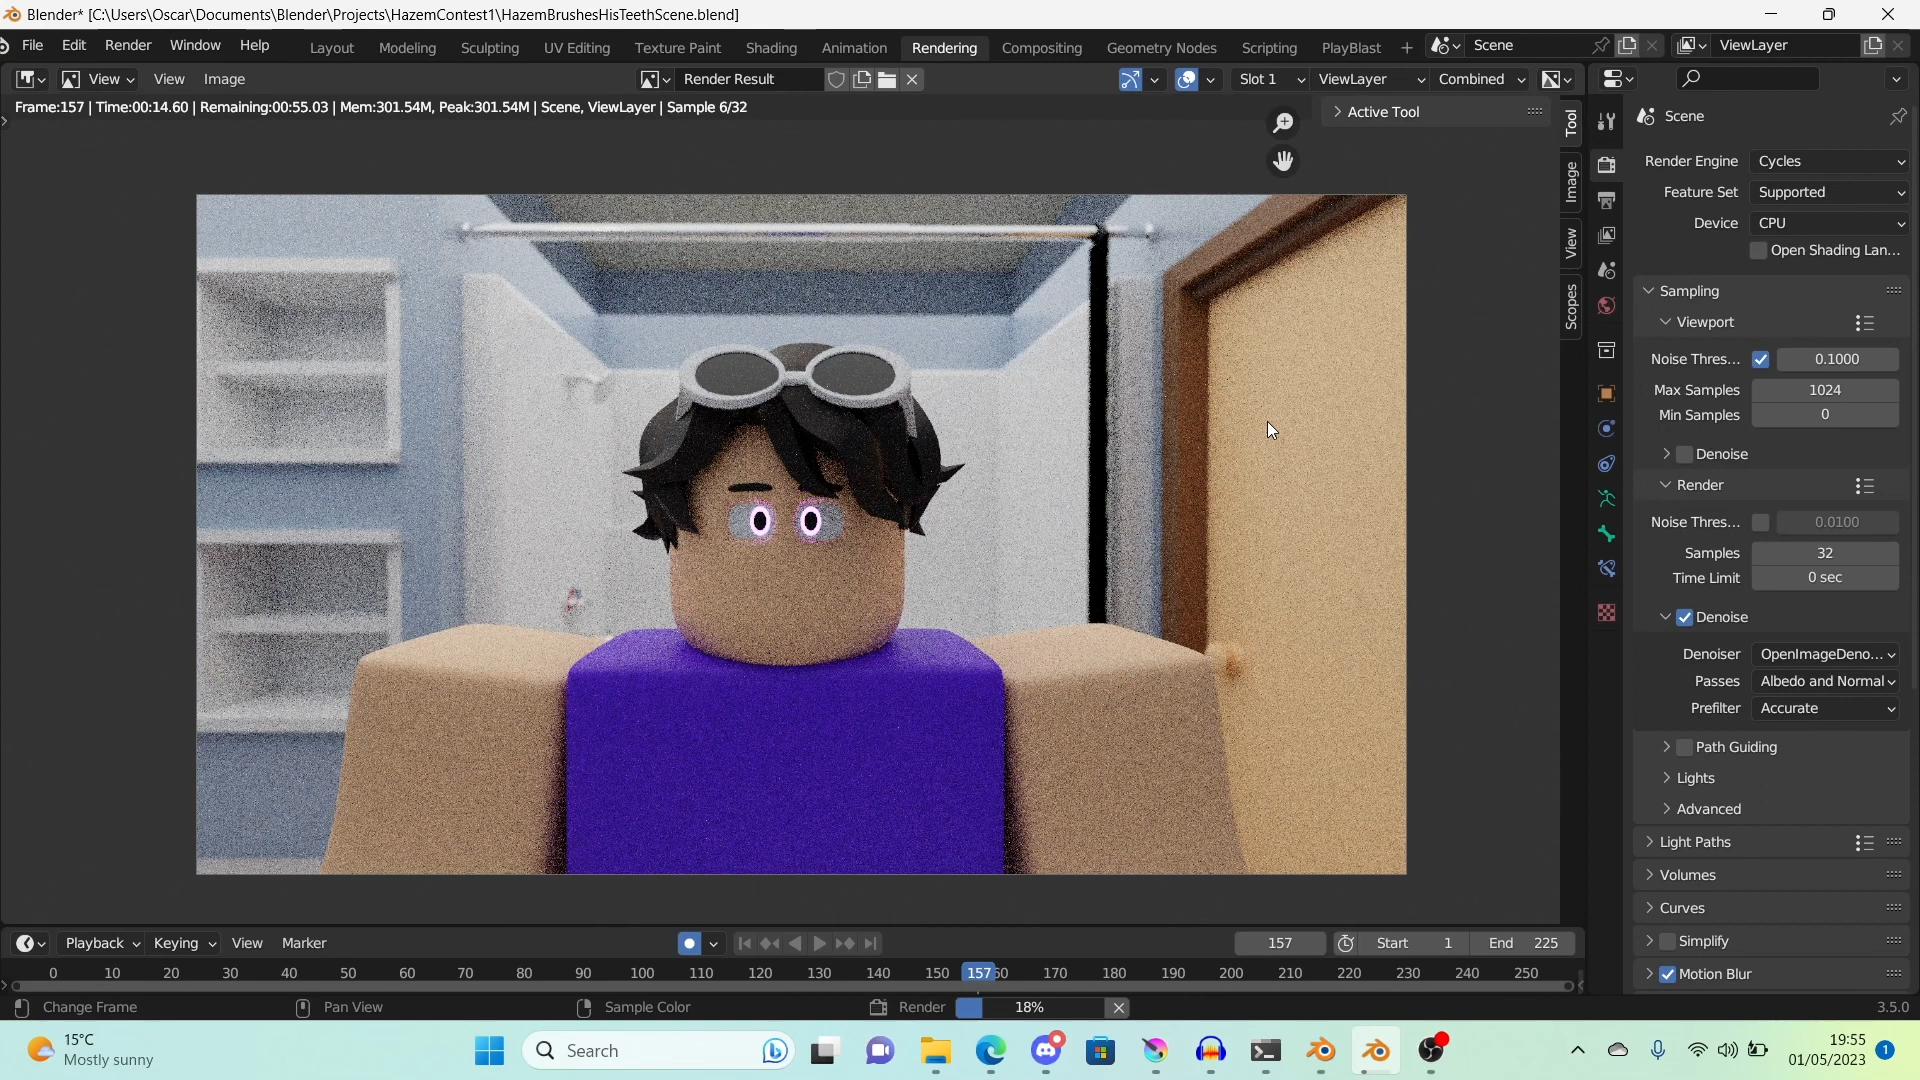 Blender* [C:\Users\Oscar\Documents\Blender\Projects\HazemContest1\HazemBrushesHisTeethScene.blend]
File Edit Render Window Help Layout Modeling Sculpting UV Editing Texture Paint Shading Animation Rendering Compositing Geometry Nodes Scripting PlayBlast + Scene ViewLayer
View View Image Render Result Slot 1 ViewLayer Combined
Frame:157 | Time:00:14.60 | Remaining:00:55.03 | Mem:301.54M, Peak:301.54M | Scene, ViewLayer | Sample 6/32
Active Tool
Tool
Image
View
Scopes
Scene
Render Engine Cycles
Feature Set Supported
Device CPU
Open Shading Lan...
Sampling
Viewport
Noise Thres... 0.1000
Max Samples 1024
Min Samples 0
Denoise
Render
Noise Thres... 0.0100
Samples 32
Time Limit 0 sec
Denoise
Denoiser OpenImageDeno...
Passes Albedo and Normal
Prefilter Accurate
Path Guiding
Lights
Advanced
Light Paths
Volumes
Curves
Simplify
Motion Blur
Playback Keying View Marker 157 Start 1 End 225
0 10 20 30 40 50 60 70 80 90 100 110 120 130 140 150 157 60 170 180 190 200 210 220 230 240 250
Change Frame Pan View Sample Color Render 18% 3.5.0
15°C
Mostly sunny
Search
19:55
01/05/2023
1